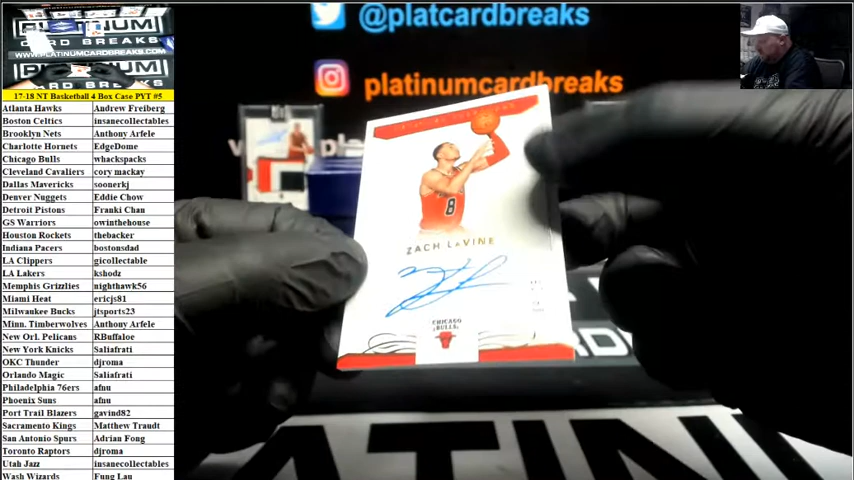 @platcardbreaks
platinumcardbreaks
PLATINUM
CARD BREAKS
WWW.PLATINUMCARDBREAKS.COM
PLATINUM
CARD BREAKS
17-18 NT Basketball 4 Box Case PYT #5
Atlanta Hawks Andrew Freiberg
Boston Celtics insanecollectables
Brooklyn Nets Anthony Arfele
Charlotte Hornets EdgeDome
Chicago Bulls whackspacks
Cleveland Cavaliers cory mackay
Dallas Mavericks soonerkj
Denver Nuggets Eddie Chow
Detroit Pistons Franki Chan
GS Warriors owinthehouse
Houston Rockets thebacker
Indiana Pacers bostonsdad
LA Clippers gicollectable
LA Lakers kshodz
Memphis Grizzlies nighthawk56
Miami Heat ericjs81
Milwaukee Bucks jtsports23
Minn. Timberwolves Anthony Arfele
New Orl. Pelicans RBuffaloe
New York Knicks Saliafrati
OKC Thunder djroma
Orlando Magic Saliafrati
Philadelphia 76ers afnu
Phoenix Suns afnu
Port Trail Blazers gavind82
Sacramento Kings Matthew Traudt
San Antonio Spurs Adrian Fong
Toronto Raptors djroma
Utah Jazz insanecollectables
Wash Wizards Fung Lau
8
ZACH LaVINE
CHICAGO
BULLS